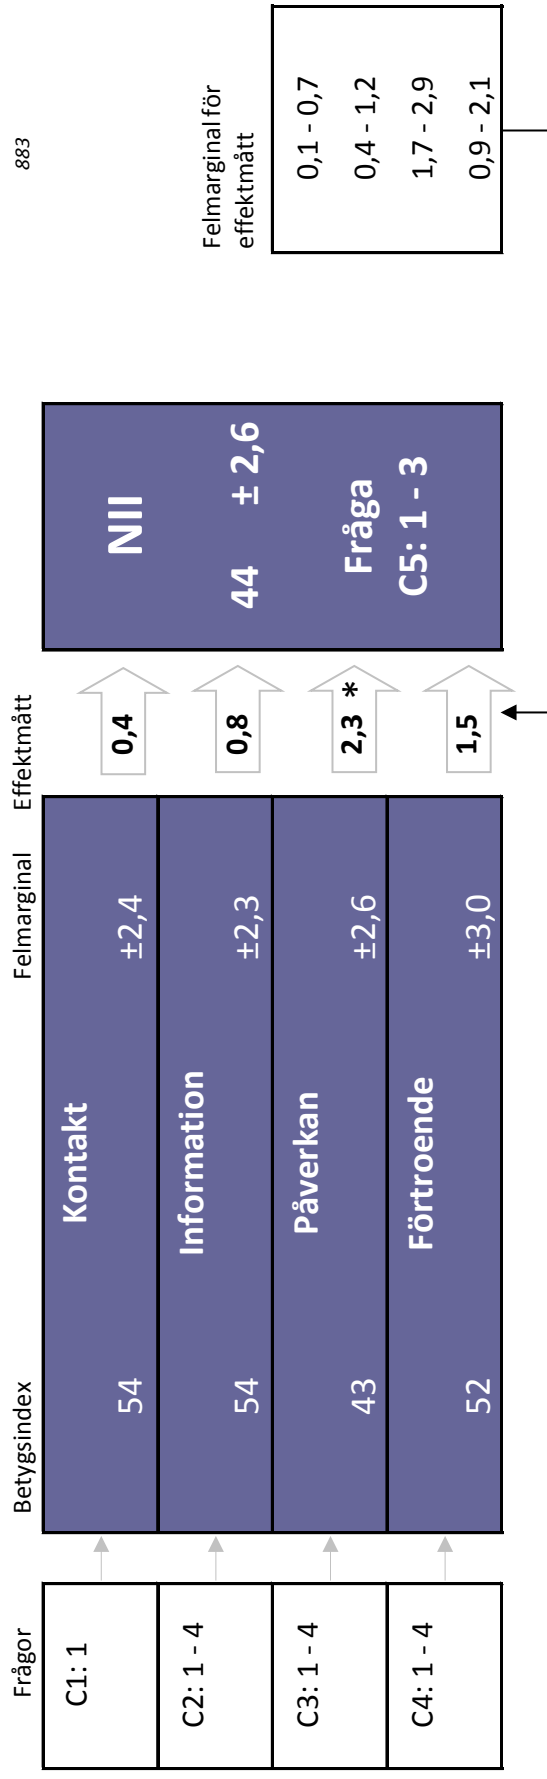 883
Frågor
Betygsindex
Felmarginal
Effektmått
Felmarginal för
effektmått
C1: 1
Kontakt
54
±2,4
0,4
C2: 1 - 4
Information
54
±2,3
0,8
C3: 1 - 4
Påverkan
43
±2,6
2,3 *
C4: 1 - 4
Förtroende
52
±3,0
1,5
NII
44 ± 2,6
Fråga
C5: 1 - 3
0,1 - 0,7
0,4 - 1,2
1,7 - 2,9
0,9 - 2,1